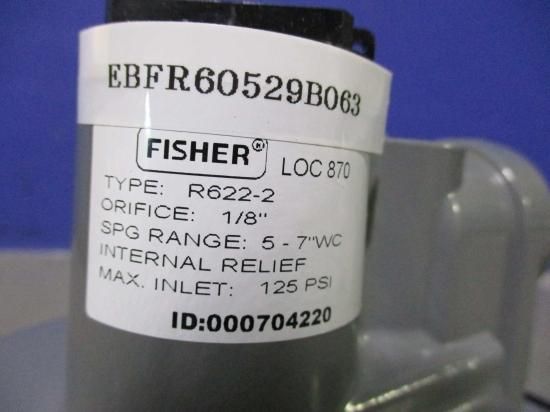 EBFR60529B063
FISHER® LOC 870
TYPE: R622-2
ORIFICE: 1/8"
SPG RANGE: 5 - 7"WC
INTERNAL RELIEF
MAX. INLET: 125 PSI
ID:000704220